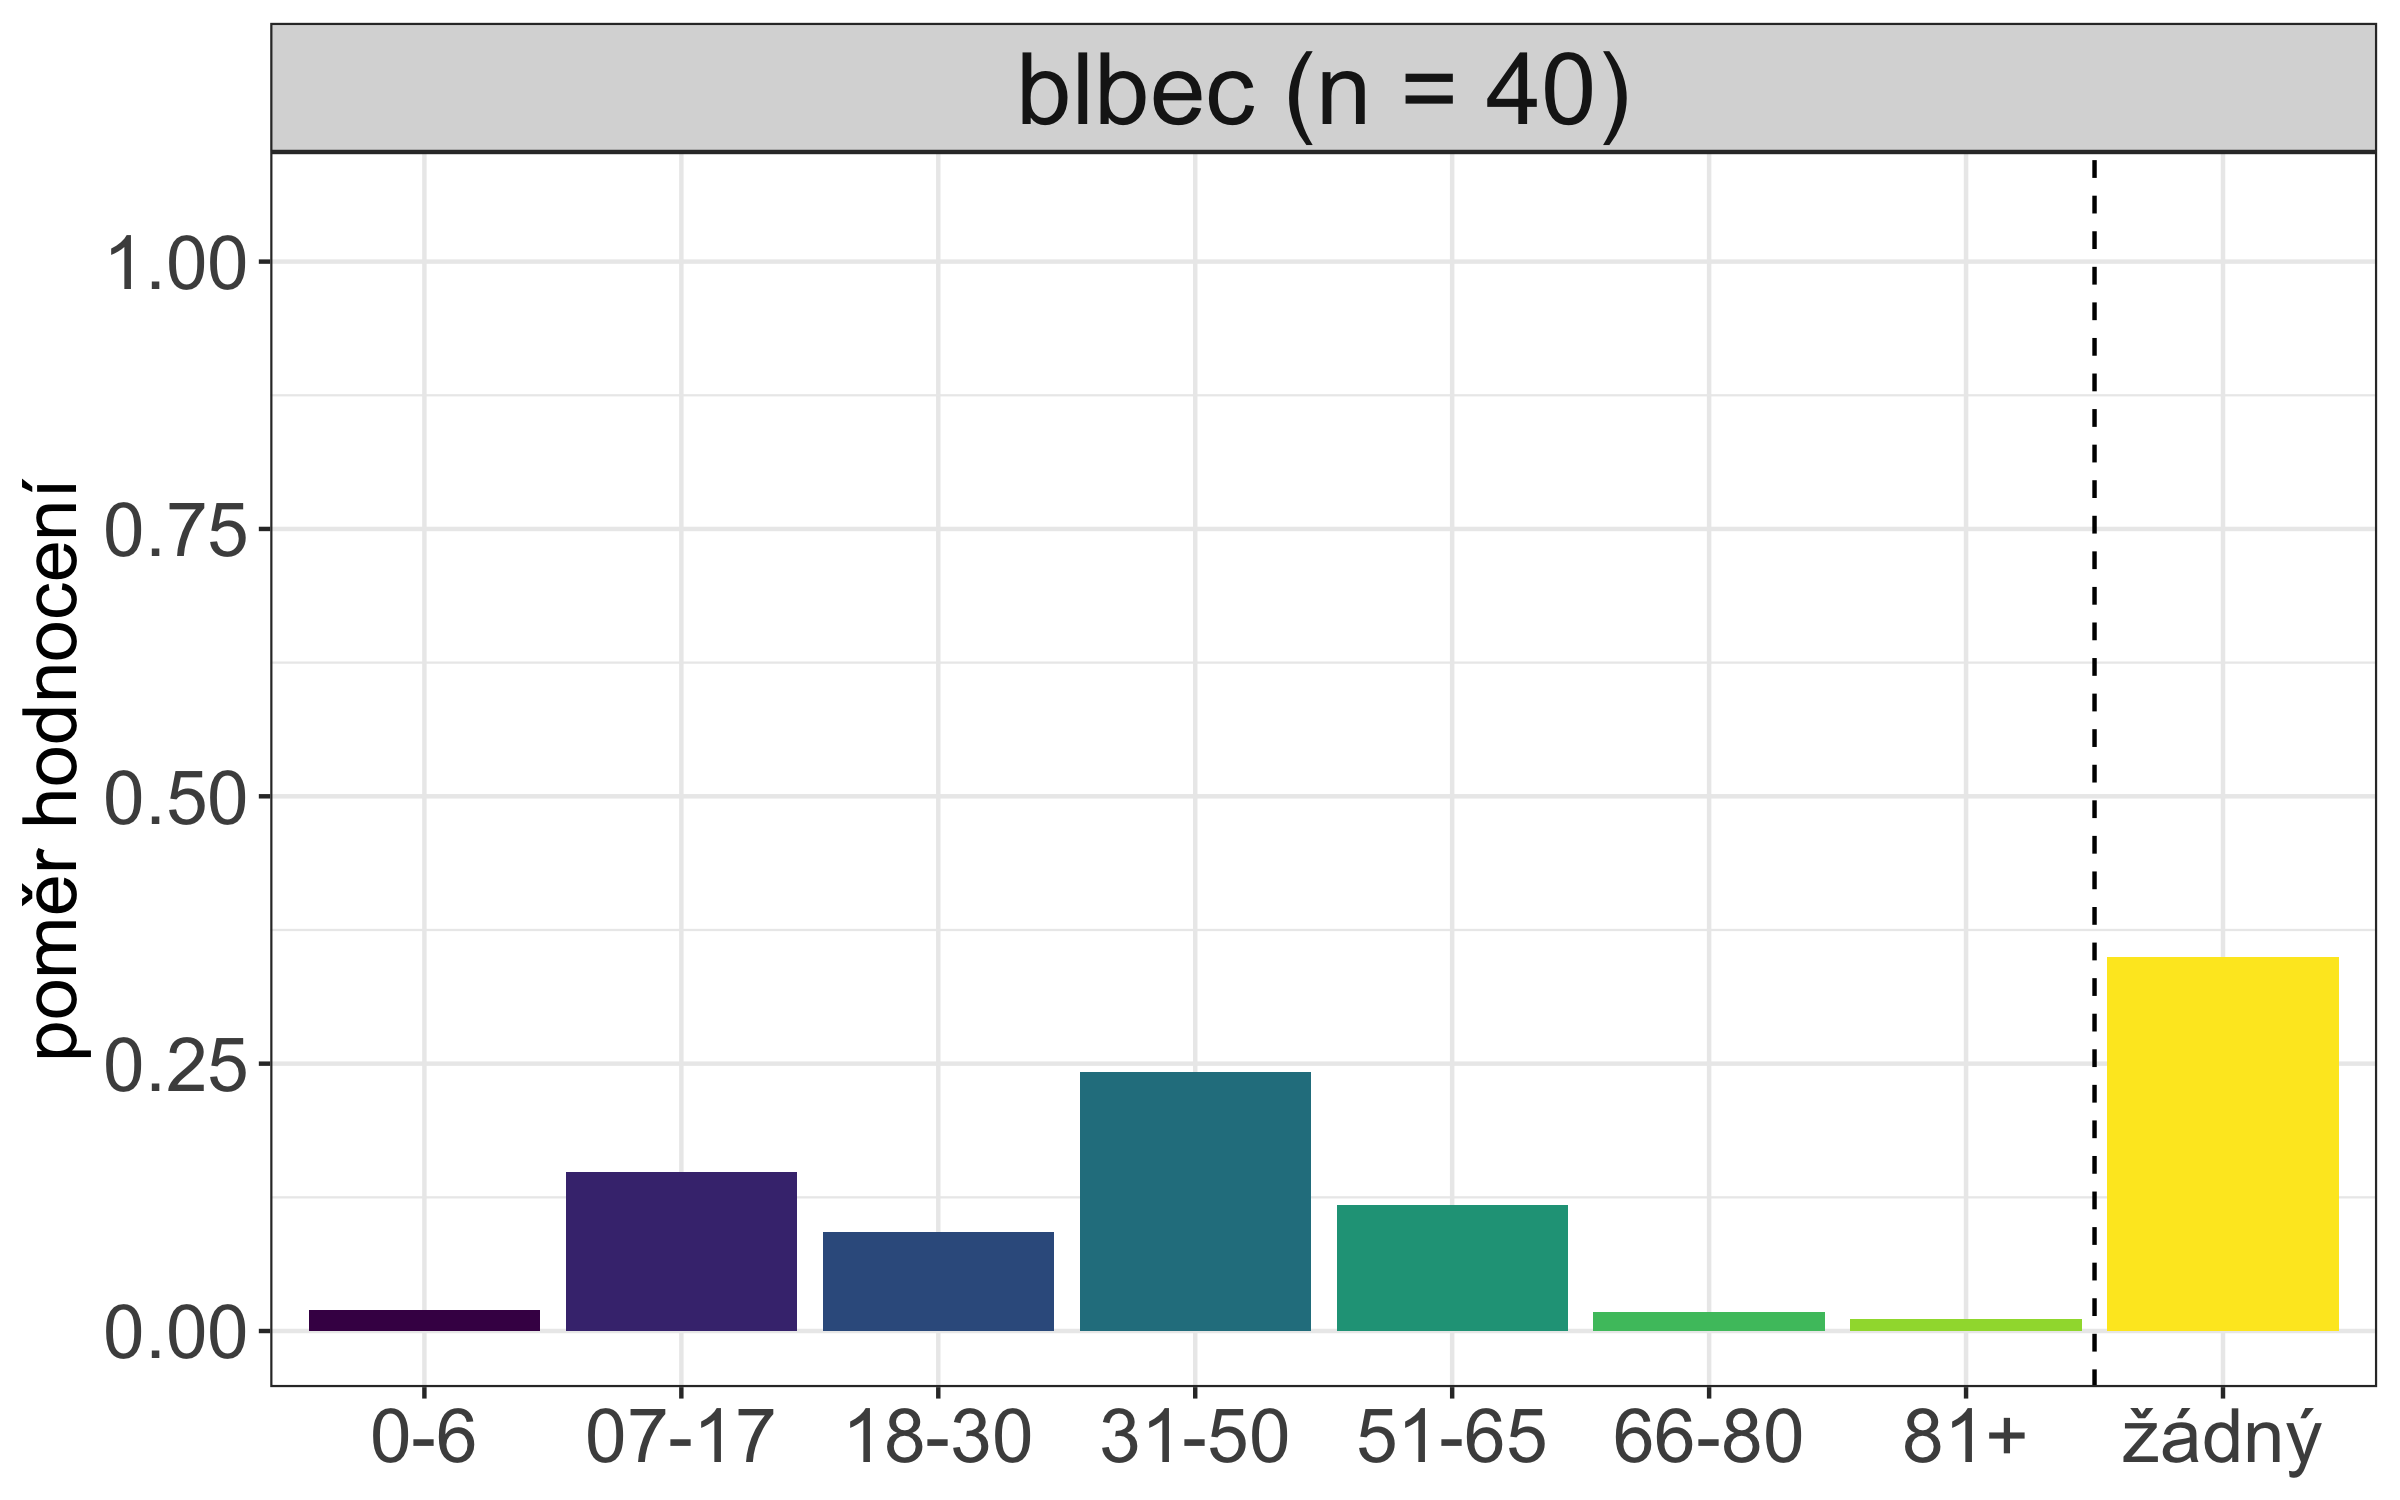 blbec (n = 40)
poměr hodnocení
1.00
0.75
0.50
0.25
0.00
0-6 07-17 18-30 31-50 51-65 66-80 81+ žádný